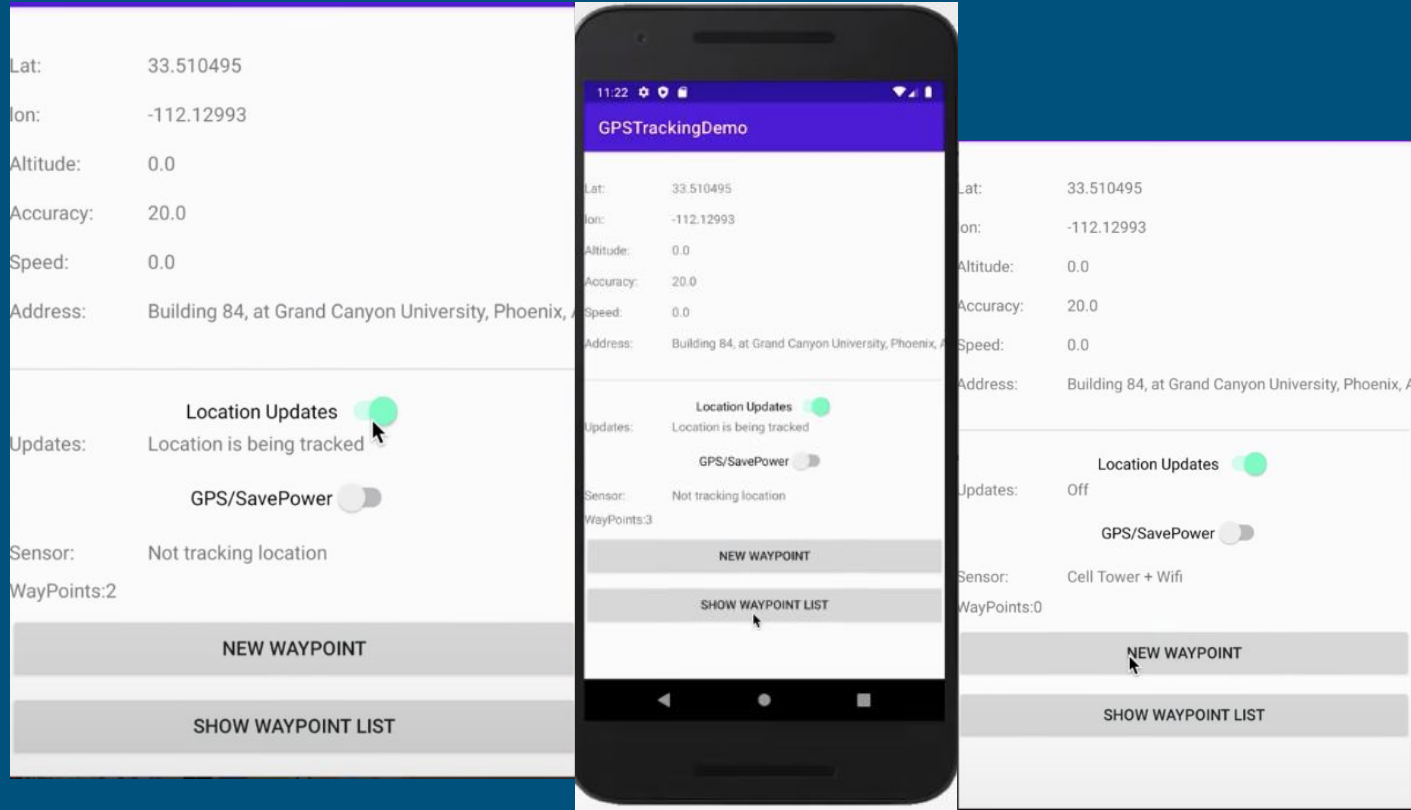 Lat: 33.510495
lon: -112.12993
Altitude: 0.0
Accuracy: 20.0
Speed: 0.0
Address: Building 84, at Grand Canyon University, Phoenix,
Location Updates
Updates: Location is being tracked
GPS/SavePower
Sensor: Not tracking location
WayPoints:2
NEW WAYPOINT
SHOW WAYPOINT LIST
11:22
GPSTrackingDemo
Lat: 33.510495
lon: -112.12993
Altitude: 0.0
Accuracy: 20.0
Speed: 0.0
Address: Building 84, at Grand Canyon University, Phoenix, A
Location Updates
Updates: Location is being tracked
GPS/SavePower
Sensor: Not tracking location
WayPoints:3
NEW WAYPOINT
SHOW WAYPOINT LIST
Lat: 33.510495
on: -112.12993
Altitude: 0.0
Accuracy: 20.0
Speed: 0.0
Address: Building 84, at Grand Canyon University, Phoenix, A
Location Updates
Updates: Off
GPS/SavePower
Sensor: Cell Tower + Wifi
WayPoints:0
NEW WAYPOINT
SHOW WAYPOINT LIST